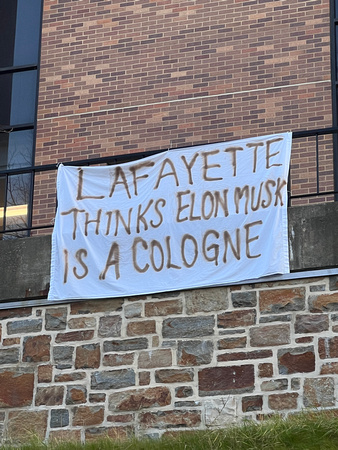 LAFAYETTE
THINKS ELON MUSK
IS A COLOGNE